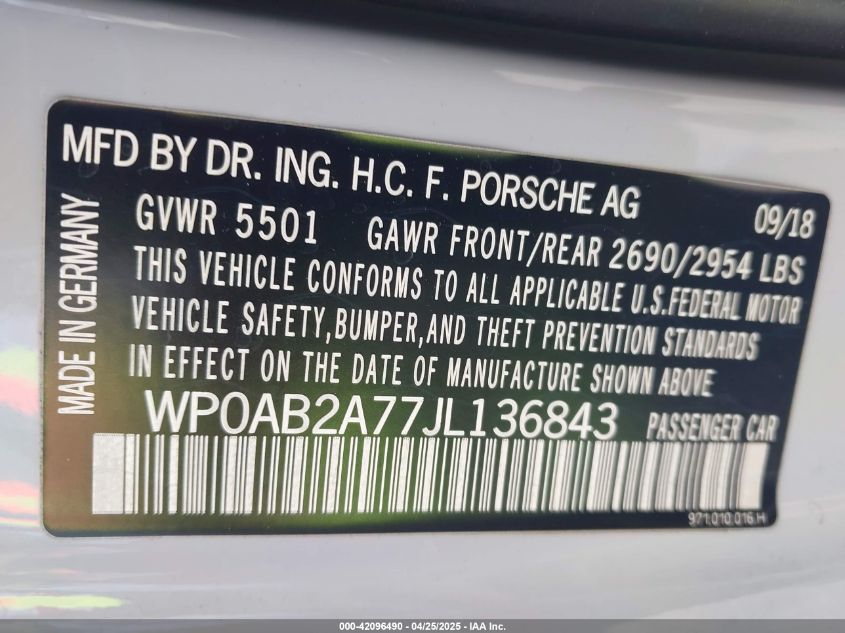 MFD BY DR. ING. H.C. F. PORSCHE AG 09/18
GVWR 5501 GAWR FRONT/REAR 2690/2954 LBS
THIS VEHICLE CONFORMS TO ALL APPLICABLE U.S.FEDERAL MOTOR
VEHICLE SAFETY,BUMPER,AND THEFT PREVENTION STANDARDS
IN EFFECT ON THE DATE OF MANUFACTURE SHOWN ABOVE
WP0AB2A77JL136843 PASSENGER CAR
971.010.016.H
MADE IN GERMANY
000-42096490 - 04/25/2025 - IAA Inc.